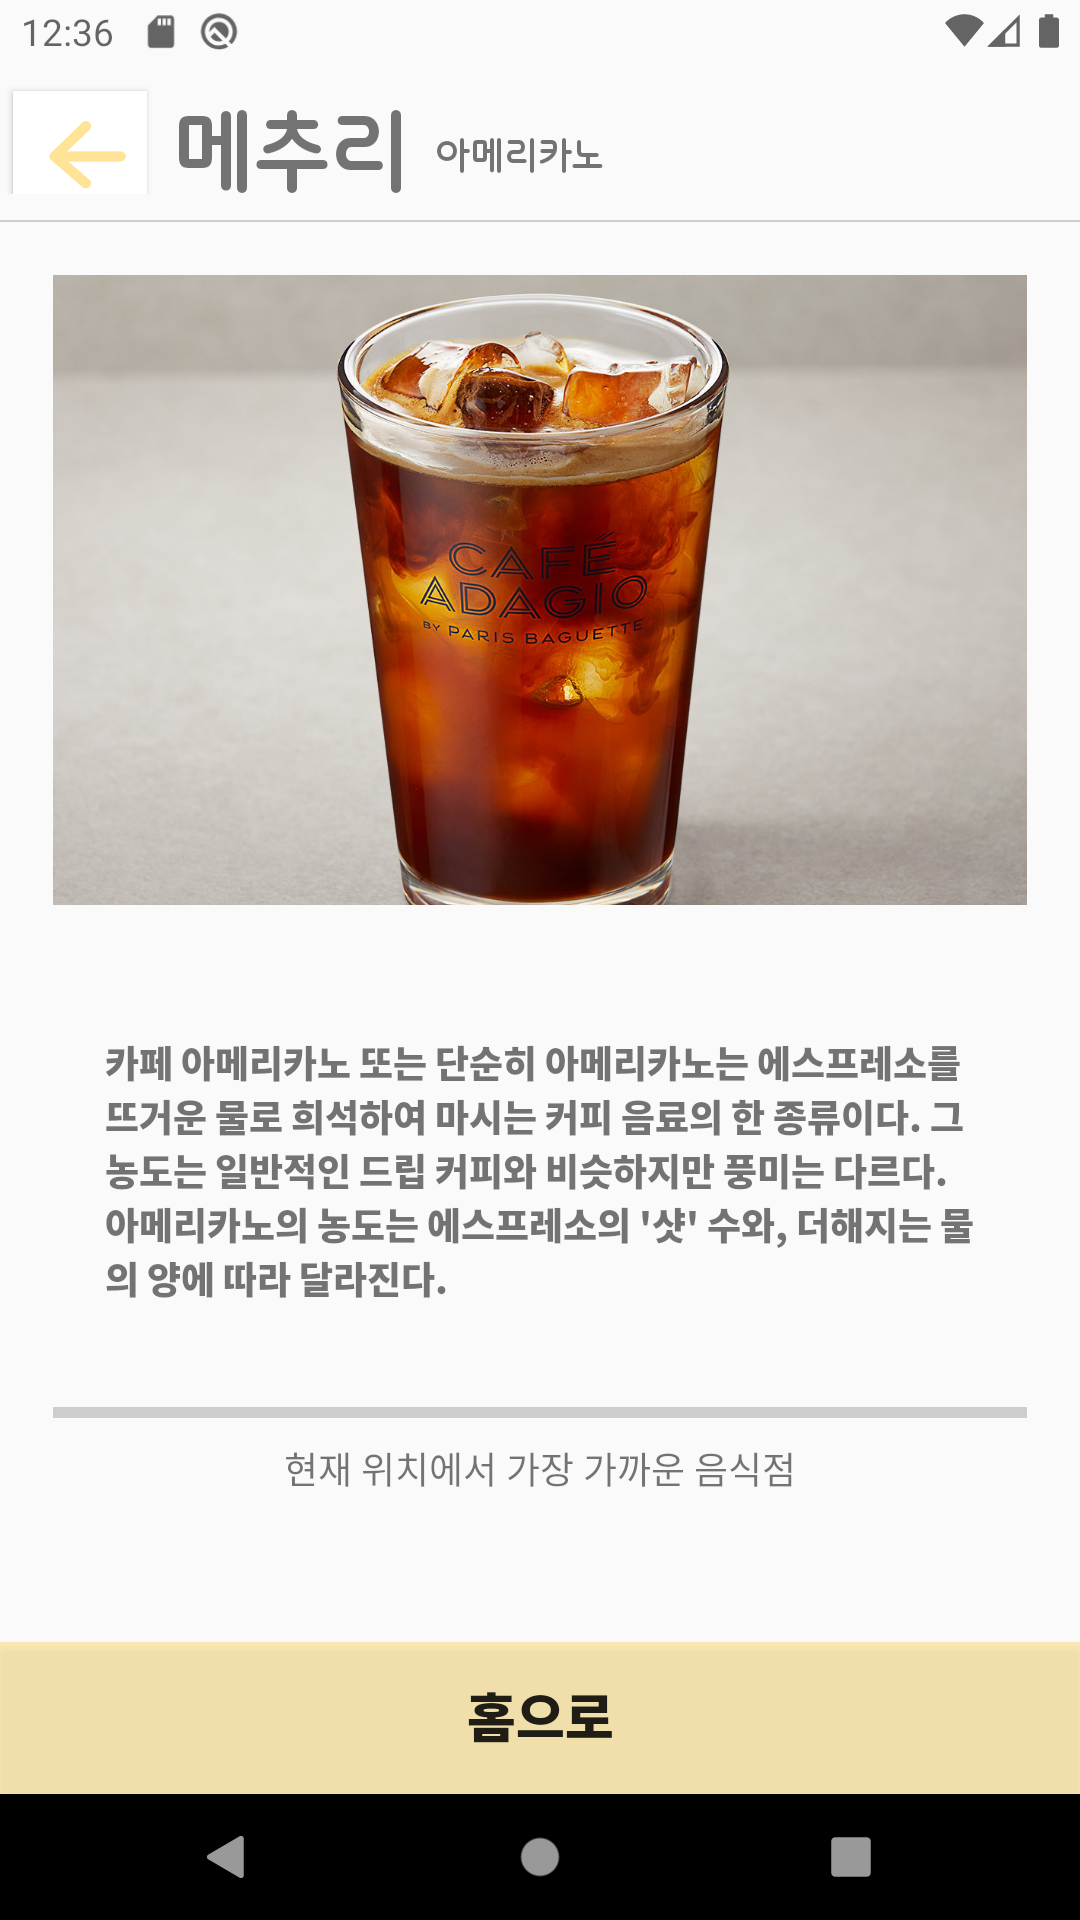 12:36
메추리 아메리카노
CAFÉ
ADAGIO
BY PARIS BAGUETTE
카페 아메리카노 또는 단순히 아메리카노는 에스프레소를
뜨거운 물로 희석하여 마시는 커피 음료의 한 종류이다. 그
농도는 일반적인 드립 커피와 비슷하지만 풍미는 다르다.
아메리카노의 농도는 에스프레소의 '샷' 수와, 더해지는 물
의 양에 따라 달라진다.
현재 위치에서 가장 가까운 음식점
홈으로